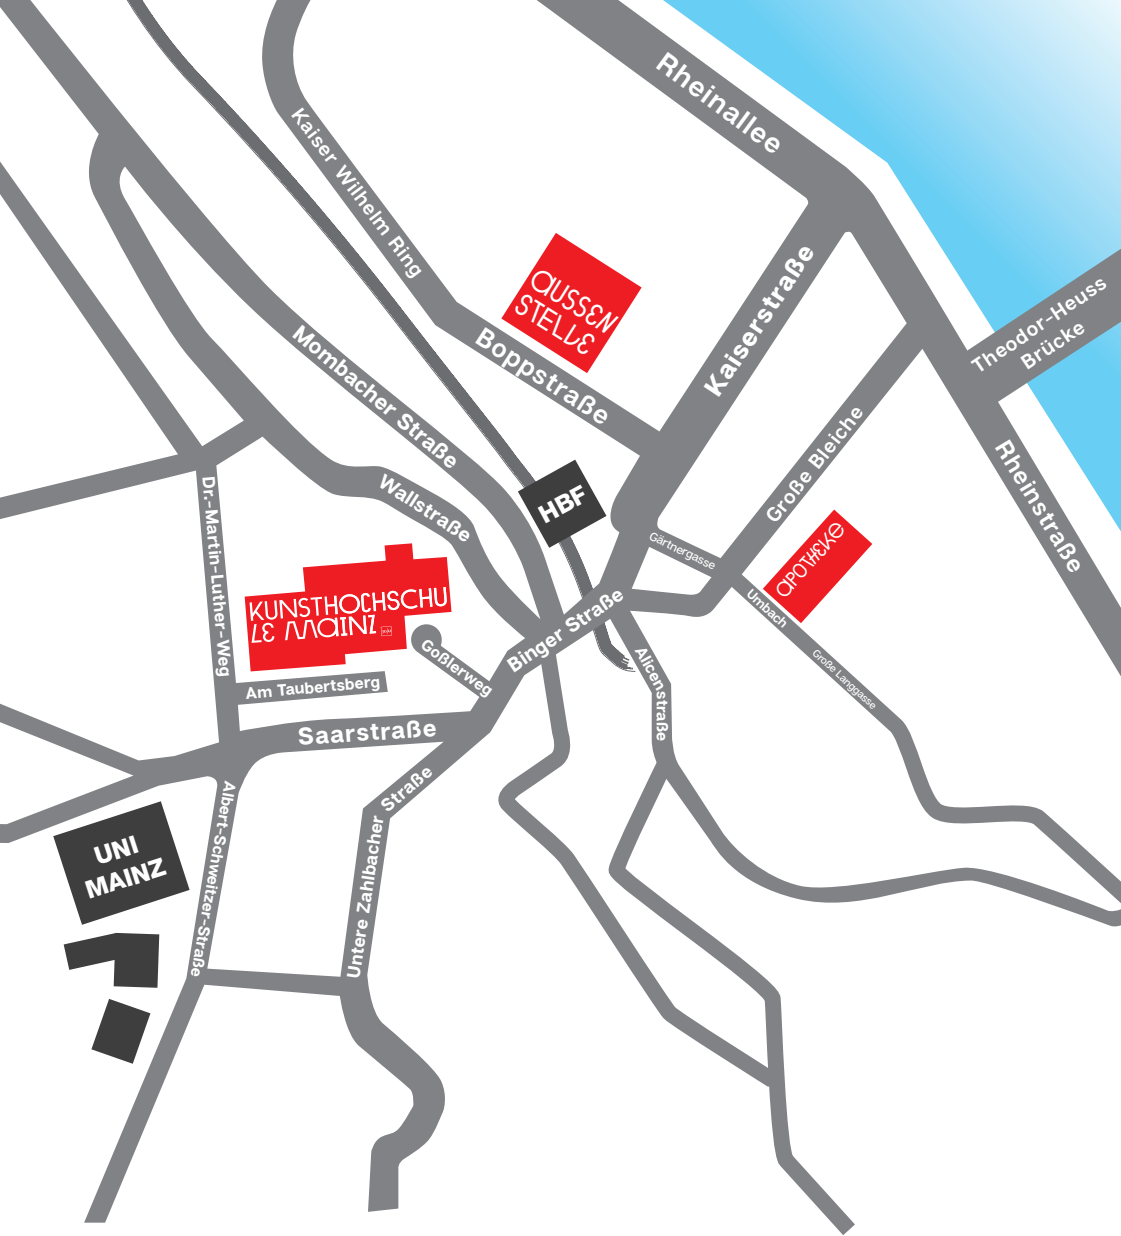 Rheinallee
Kaiser Wilhelm Ring
AUSSEN
STELLE
Kaiserstraße
Theodor-Heuss
Brücke
Boppstraße
Mombacher Straße
Große Bleiche
Rheinstraße
Wallstraße
HBF
Dr.-Martin-Luther-Weg
Gärtnergasse
APOTHEKE
KUNSTHOCHSCHU
LE MAINZ
Umbach
Binger Straße
Goßlerweg
Alicenstraße
Große Langgasse
Am Taubertsberg
Saarstraße
Albert-Schweitzer-Straße
Untere Zahlbacher Straße
UNI
MAINZ